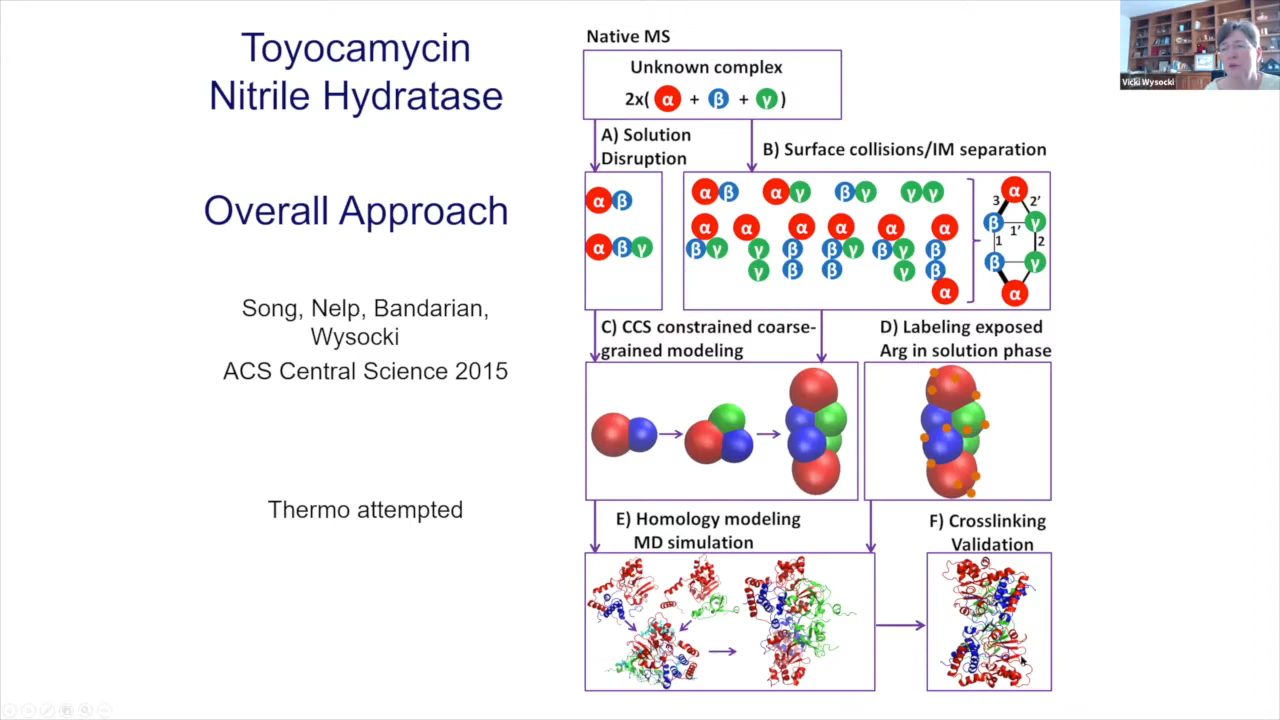 Toyocamycin
Nitrile Hydratase
Overall Approach
Song, Nelp, Bandarian,
Wysocki
ACS Central Science 2015
Thermo attempted
Native MS
Unknown complex
2x( α + β + γ )
A) Solution
Disruption
α β
α β γ
B) Surface collisions/IM separation
α β α γ β γ γ γ
α α α α α α
β γ γ β β γ β γ β
γ β β γ β
α
α
3 2'
β γ
1'
1 2
β γ
α
C) CCS constrained coarse-
grained modeling
D) Labeling exposed
Arg in solution phase
E) Homology modeling
MD simulation
F) Crosslinking
Validation
Vicki Wysocki